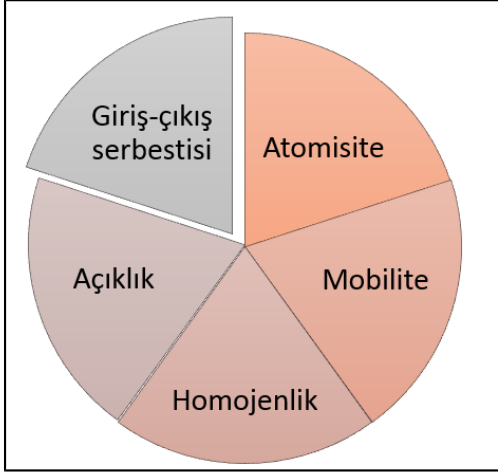 Giriş-çıkış
serbestisi
Atomisite
Açıklık
Mobilite
Homojenlik